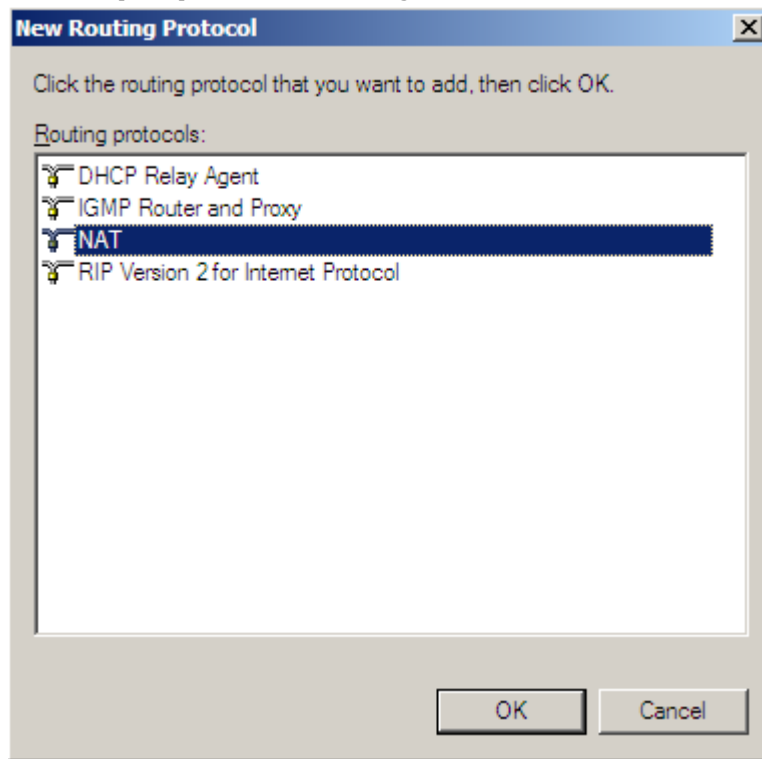 New Routing Protocol
Click the routing protocol that you want to add, then click OK.
Routing protocols:
DHCP Relay Agent
IGMP Router and Proxy
NAT
RIP Version 2 for Internet Protocol
OK
Cancel